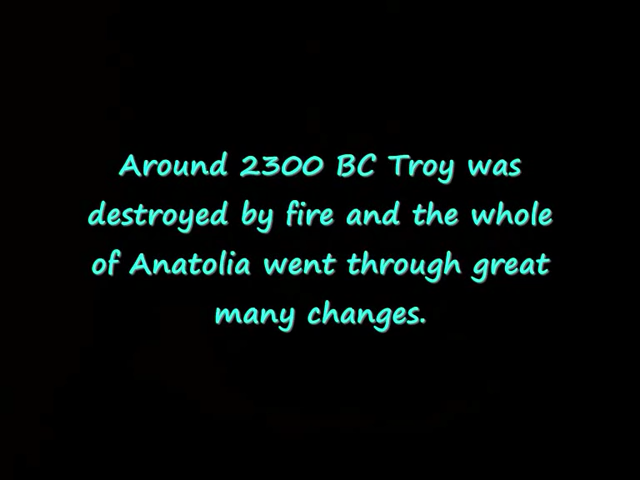 Around 2300 BC Troy was
destroyed by fire and the whole
of Anatolia went through great
many changes.